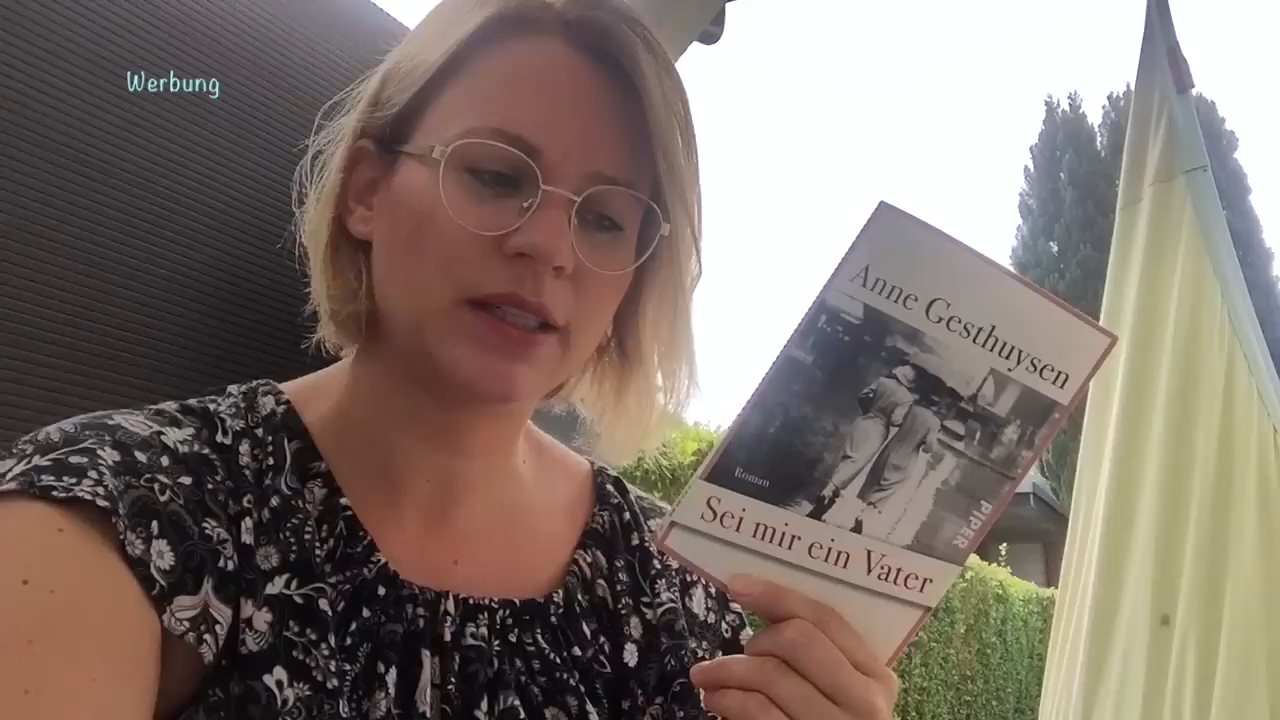 Werbung
Anne Gesthuysen
Roman
PIPER
Sei mir ein Vater